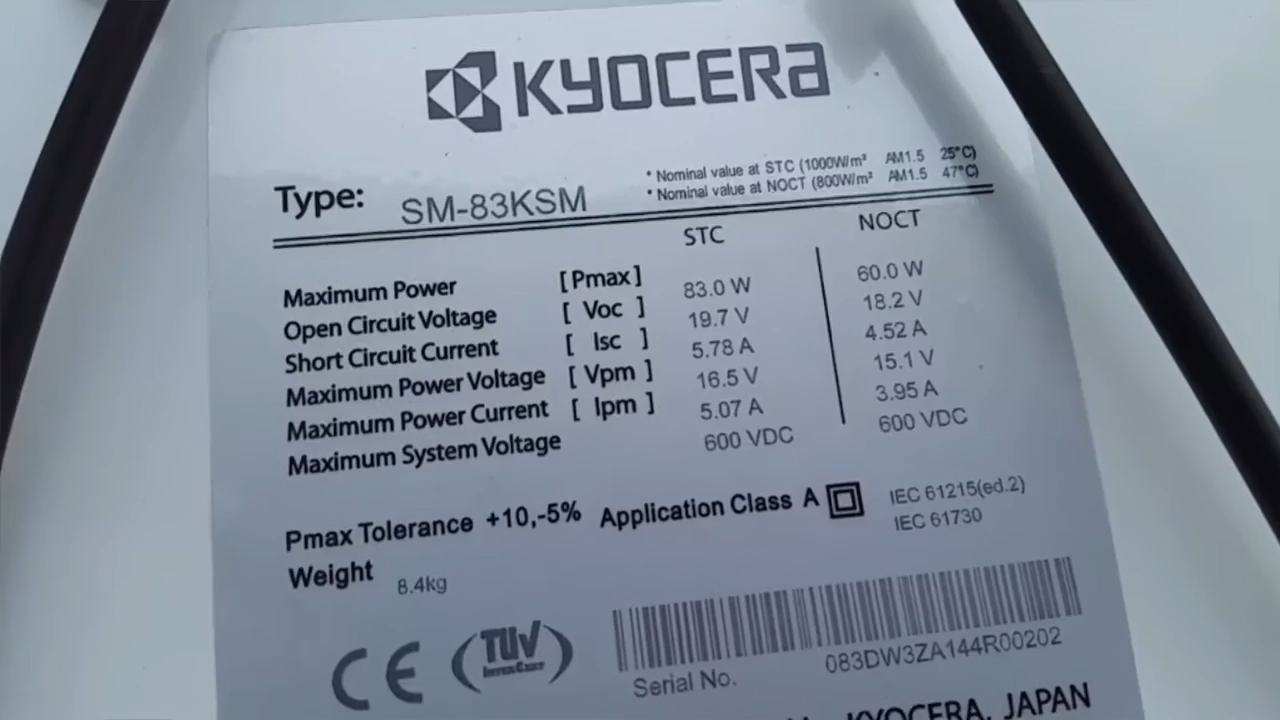 KYOCERA
* Nominal value at STC (1000W/m² AM1.5 25°C)
Type: SM-83KSM * Nominal value at NOCT (800W/m² AM1.5 47°C)
STC NOCT
Maximum Power [ Pmax ] 83.0 W 60.0 W
Open Circuit Voltage [ Voc ] 19.7 V 18.2 V
Short Circuit Current [ Isc ] 5.78 A 4.52 A
Maximum Power Voltage [ Vpm ] 16.5 V 15.1 V
Maximum Power Current [ Ipm ] 5.07 A 3.95 A
Maximum System Voltage 600 VDC 600 VDC
Pmax Tolerance +10,-5% Application Class A IEC 61215(ed.2)
IEC 61730
Weight 8.4kg
CE TÜV
INTERCERT
Serial No. 083DW3ZA144R00202
KYOCERA, JAPAN